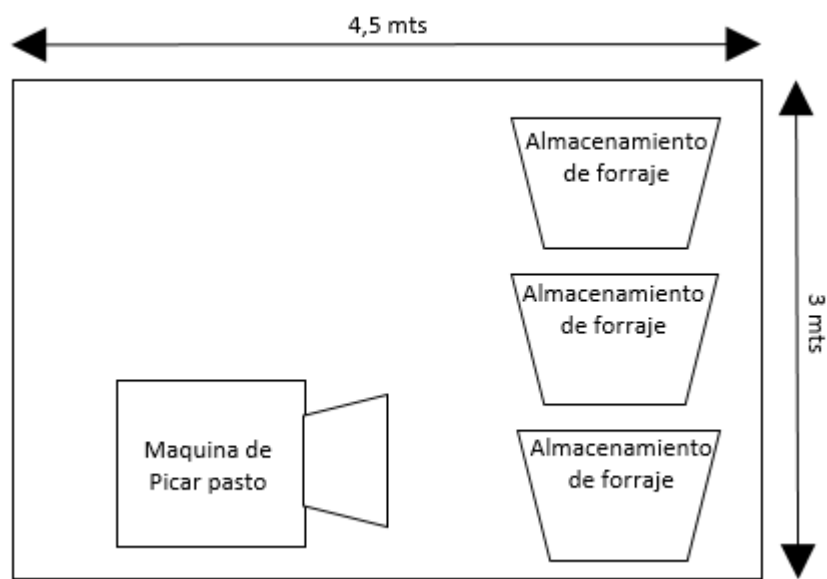 4,5 mts
Almacenamiento
de forraje
Almacenamiento
de forraje
3 mts
Maquina de
Picar pasto
Almacenamiento
de forraje